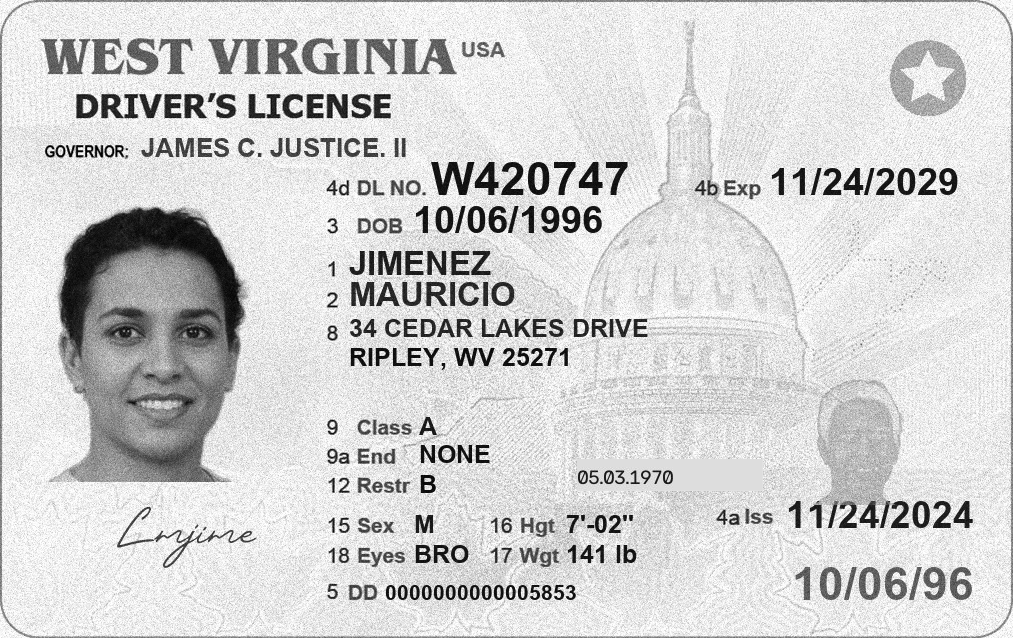 WEST VIRGINIA USA
DRIVER'S LICENSE
GOVERNOR: JAMES C. JUSTICE. II
4d DL NO. W420747 4b Exp 11/24/2029
3 DOB 10/06/1996
1 JIMENEZ
2 MAURICIO
8 34 CEDAR LAKES DRIVE
RIPLEY, WV 25271
9 Class A
9a End NONE
12 Restr B
05.03.1970
15 Sex M 16 Hgt 7'-02"
4a Iss 11/24/2024
18 Eyes BRO 17 Wgt 141 lb
5 DD 0000000000005853
10/06/96